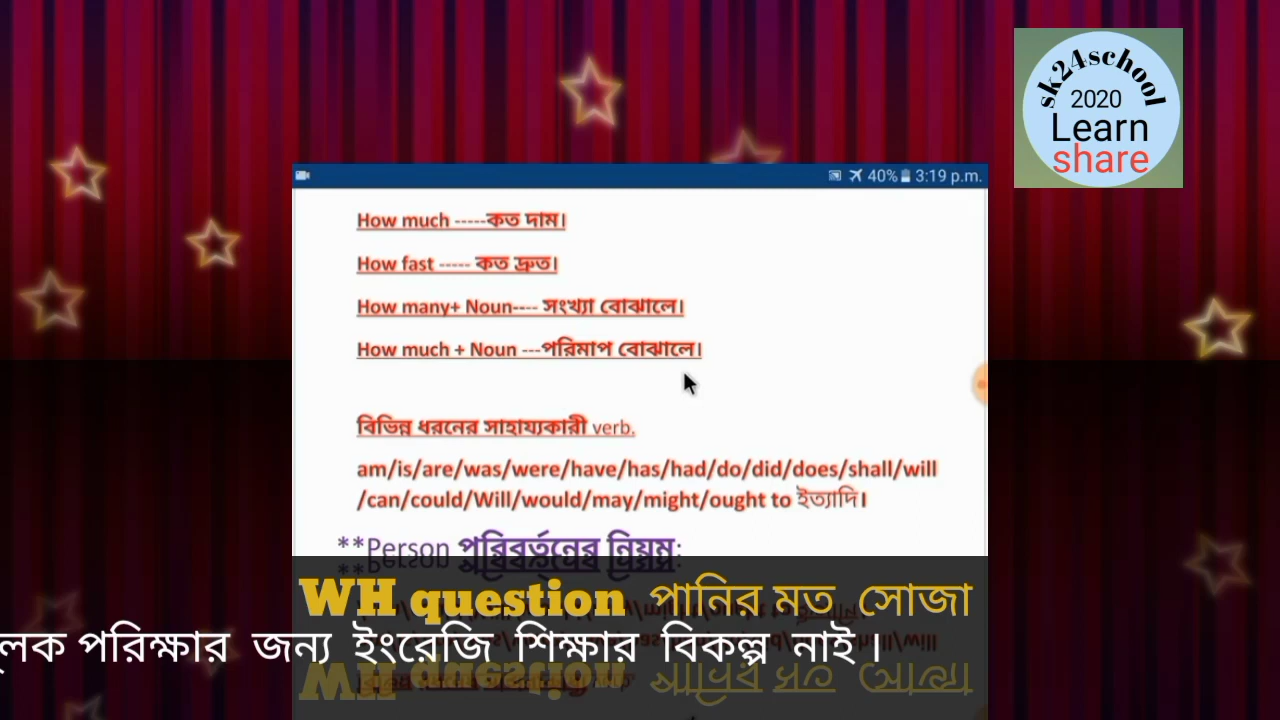 sk24school
2020
Learn
share
40% 3:19 p.m.
How much -----কত দাম।
How fast ----- কত দ্রুত।
How many+ Noun---- সংখ্যা বোঝালে।
How much + Noun ---পরিমাপ বোঝালে।
বিভিন্ন ধরনের সাহায্যকারী verb.
am/is/are/was/were/have/has/had/do/did/does/shall/will
/can/could/Will/would/may/might/ought to ইত্যাদি।
**Person পরিবর্তনের নিয়ম:
WH question পানির মত সোজা
পরিক্ষার জন্য ইংরেজি শিক্ষার বিকল্প নাই।